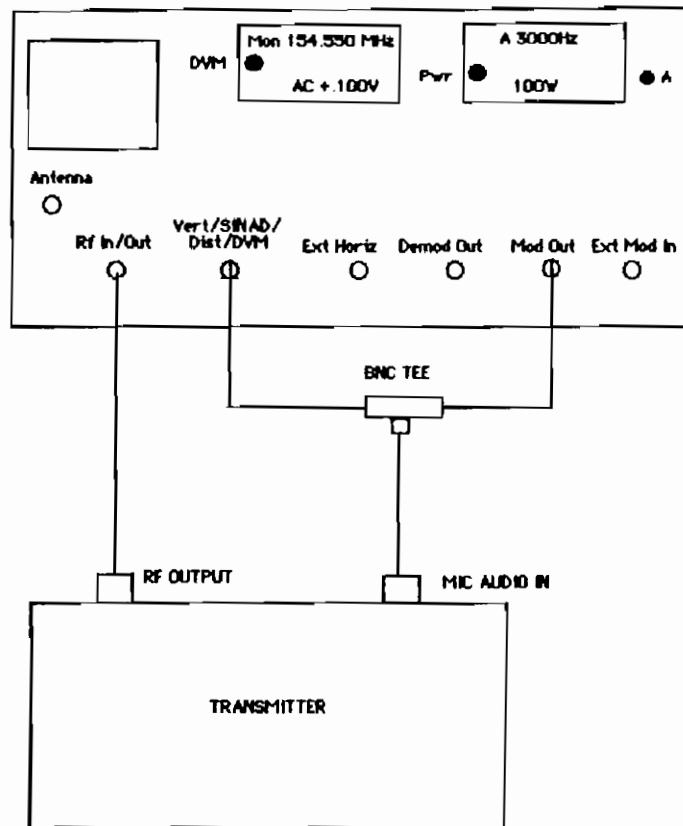 Mon 154.550 MHz
DVM
AC +.100V
A 3000Hz
Pwr
100W
A
Antenna
Rf In/Out
Vert/SINAD/
Dist/DVM
Ext Horiz
Demod Out
Mod Out
Ext Mod In
BNC TEE
RF OUTPUT
MIC AUDIO IN
TRANSMITTER